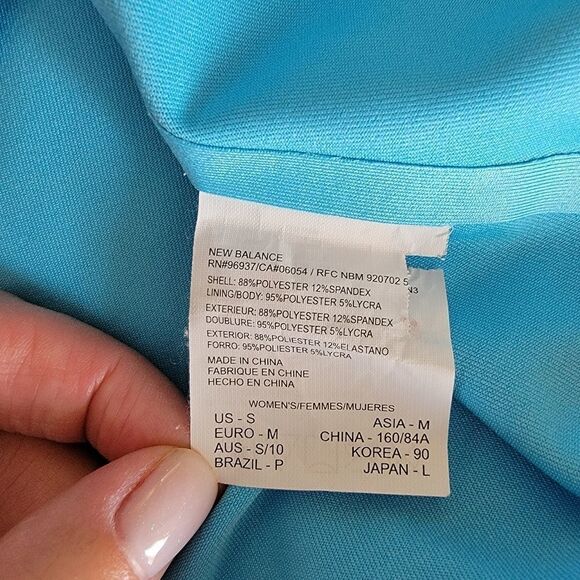 NEW BALANCE
RN#96937/CA#06054 / RFC NBM 920702 5
N3
SHELL: 88%POLYESTER 12%SPANDEX
LINING/BODY: 95%POLYESTER 5%LYCRA
EXTERIEUR: 88%POLYESTER 12%SPANDEX
DOUBLURE: 95%POLYESTER 5%LYCRA
EXTERIOR: 88%POLIESTER 12%ELASTANO
FORRO: 95%POLIESTER 5%LYCRA
MADE IN CHINA
FABRIQUE EN CHINE
HECHO EN CHINA
WOMEN'S/FEMMES/MUJERES
US - S ASIA - M
EURO - M CHINA - 160/84A
AUS - S/10 KOREA - 90
BRAZIL - P JAPAN - L